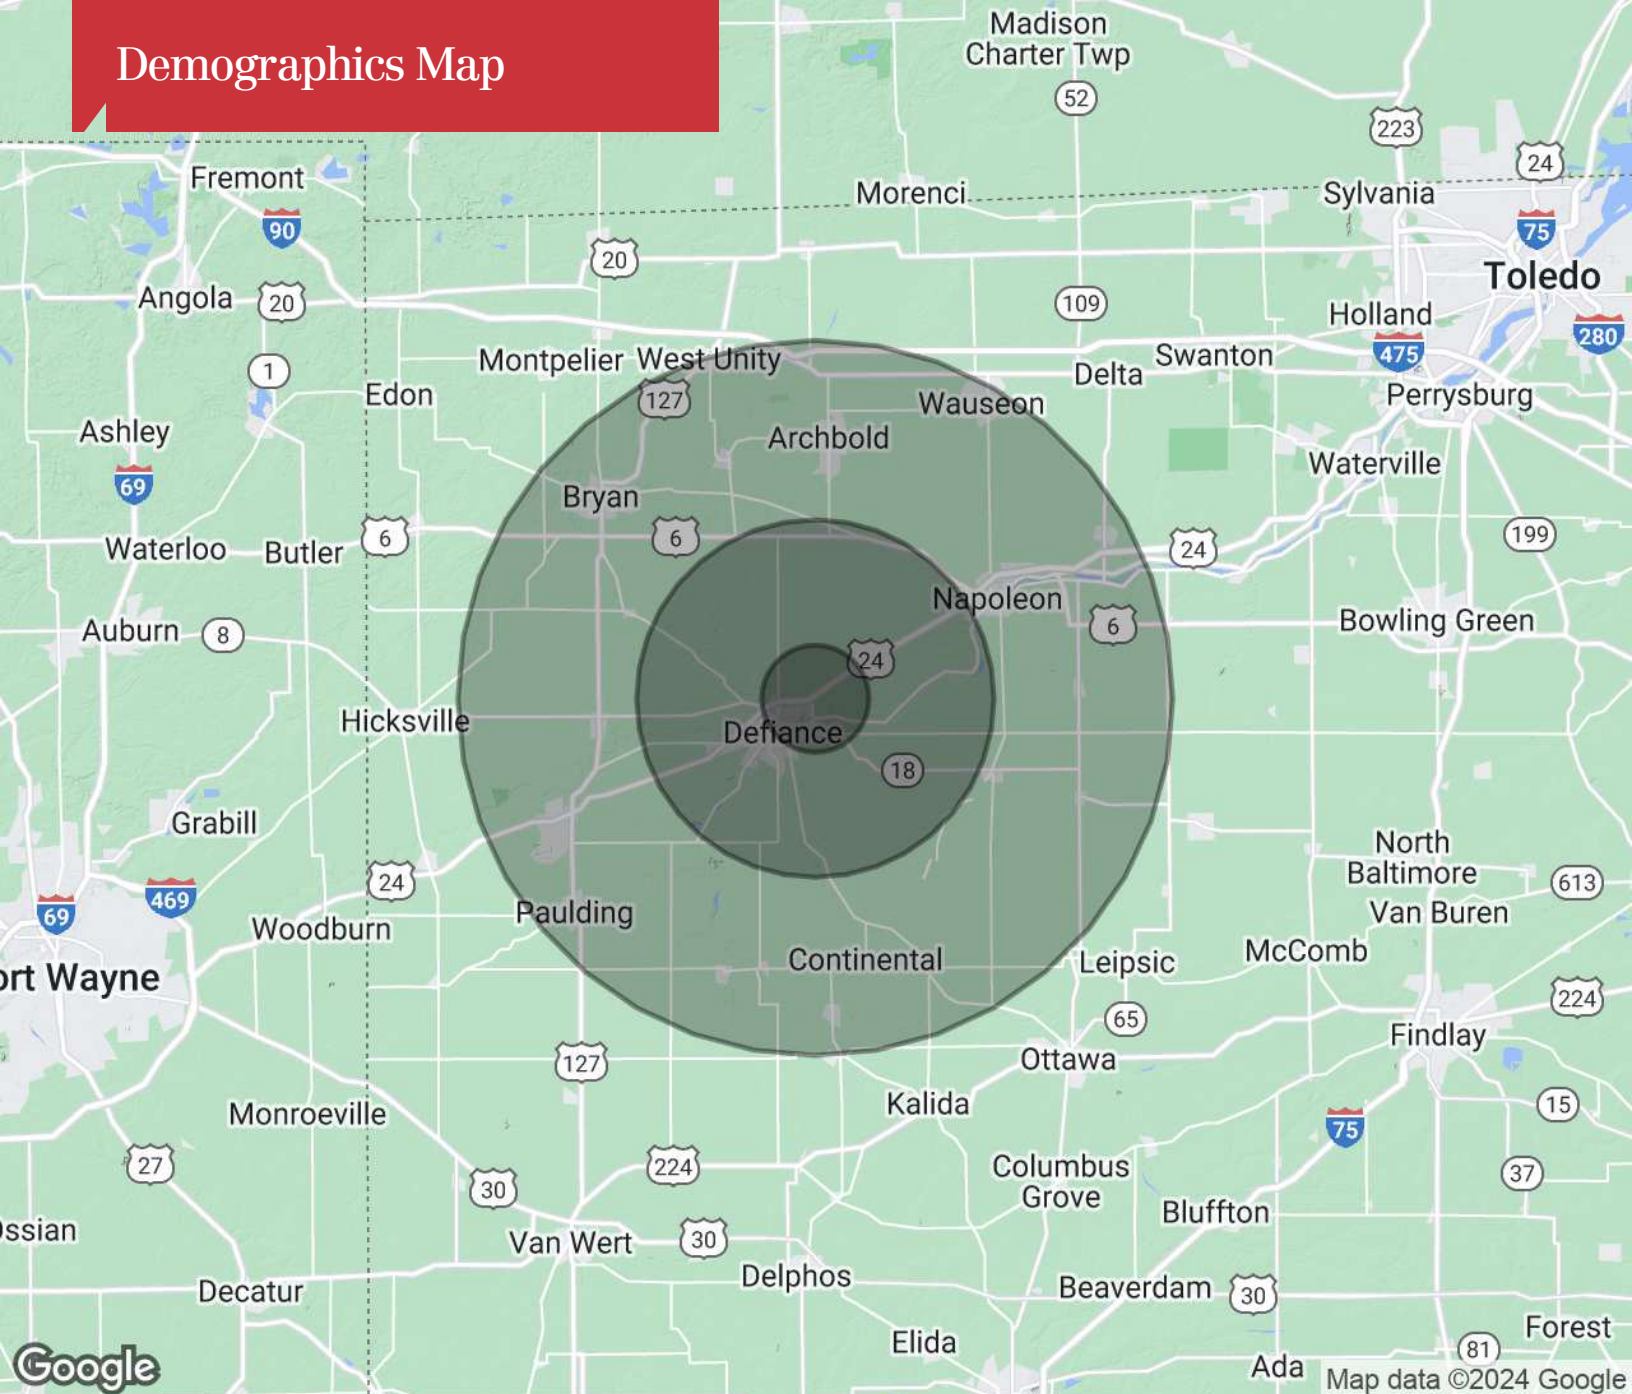 Demographics Map
Madison
Charter Twp
52
223
24
Fremont
Morenci
Sylvania
90
75
20
Toledo
Angola
20
109
Holland
280
475
Montpelier
West Unity
Swanton
1
Delta
Edon
127
Wauseon
Perrysburg
Ashley
Archbold
Waterville
69
Bryan
6
6
24
199
Waterloo
Butler
Napoleon
Auburn
8
6
Bowling Green
24
Hicksville
Defiance
18
Grabill
North
Baltimore
24
613
469
69
Paulding
Van Buren
Woodburn
McComb
Continental
Leipsic
ort Wayne
224
65
Findlay
127
Ottawa
Kalida
15
Monroeville
75
27
224
Columbus
Grove
37
30
Bluffton
ssian
Van Wert
30
Delphos
Beaverdam
30
Decatur
Forest
Elida
81
Ada
Google
Map data ©2024 Google